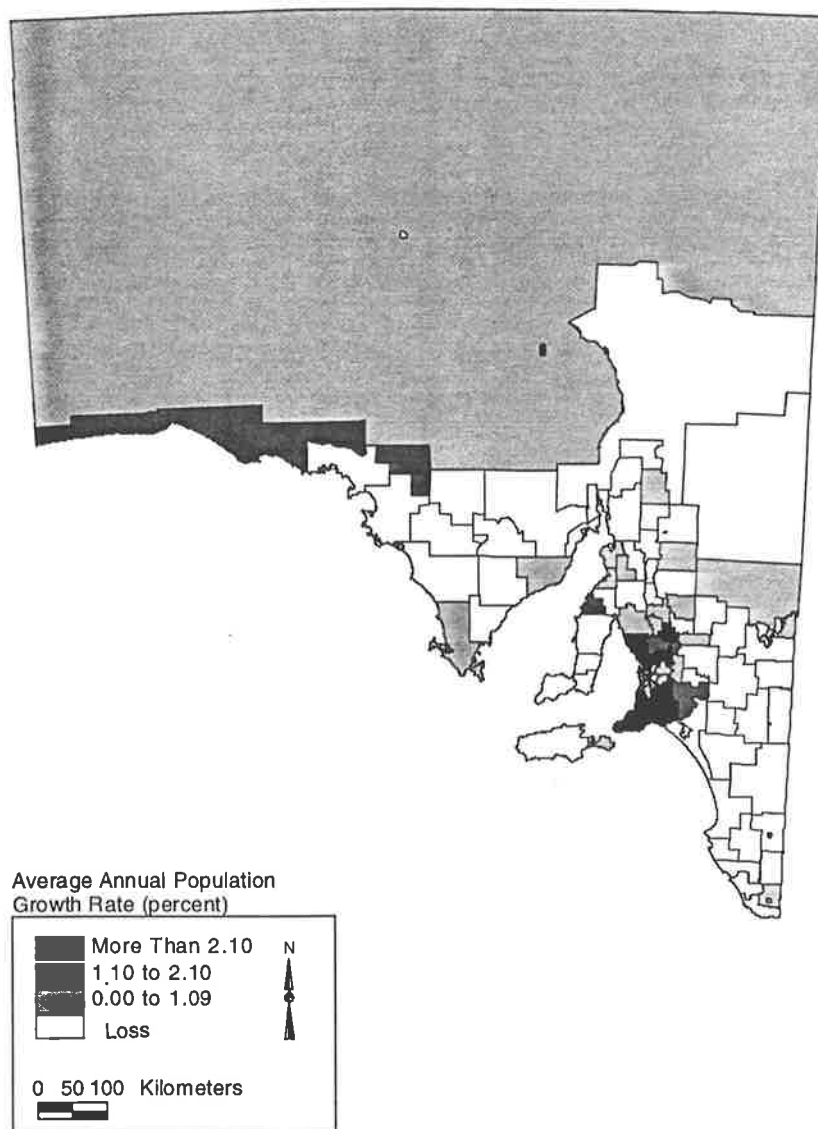 Average Annual Population
Growth Rate (percent)
More Than 2.10
N
1.10 to 2.10
0.00 to 1.09
Loss
0 50 100 Kilometers